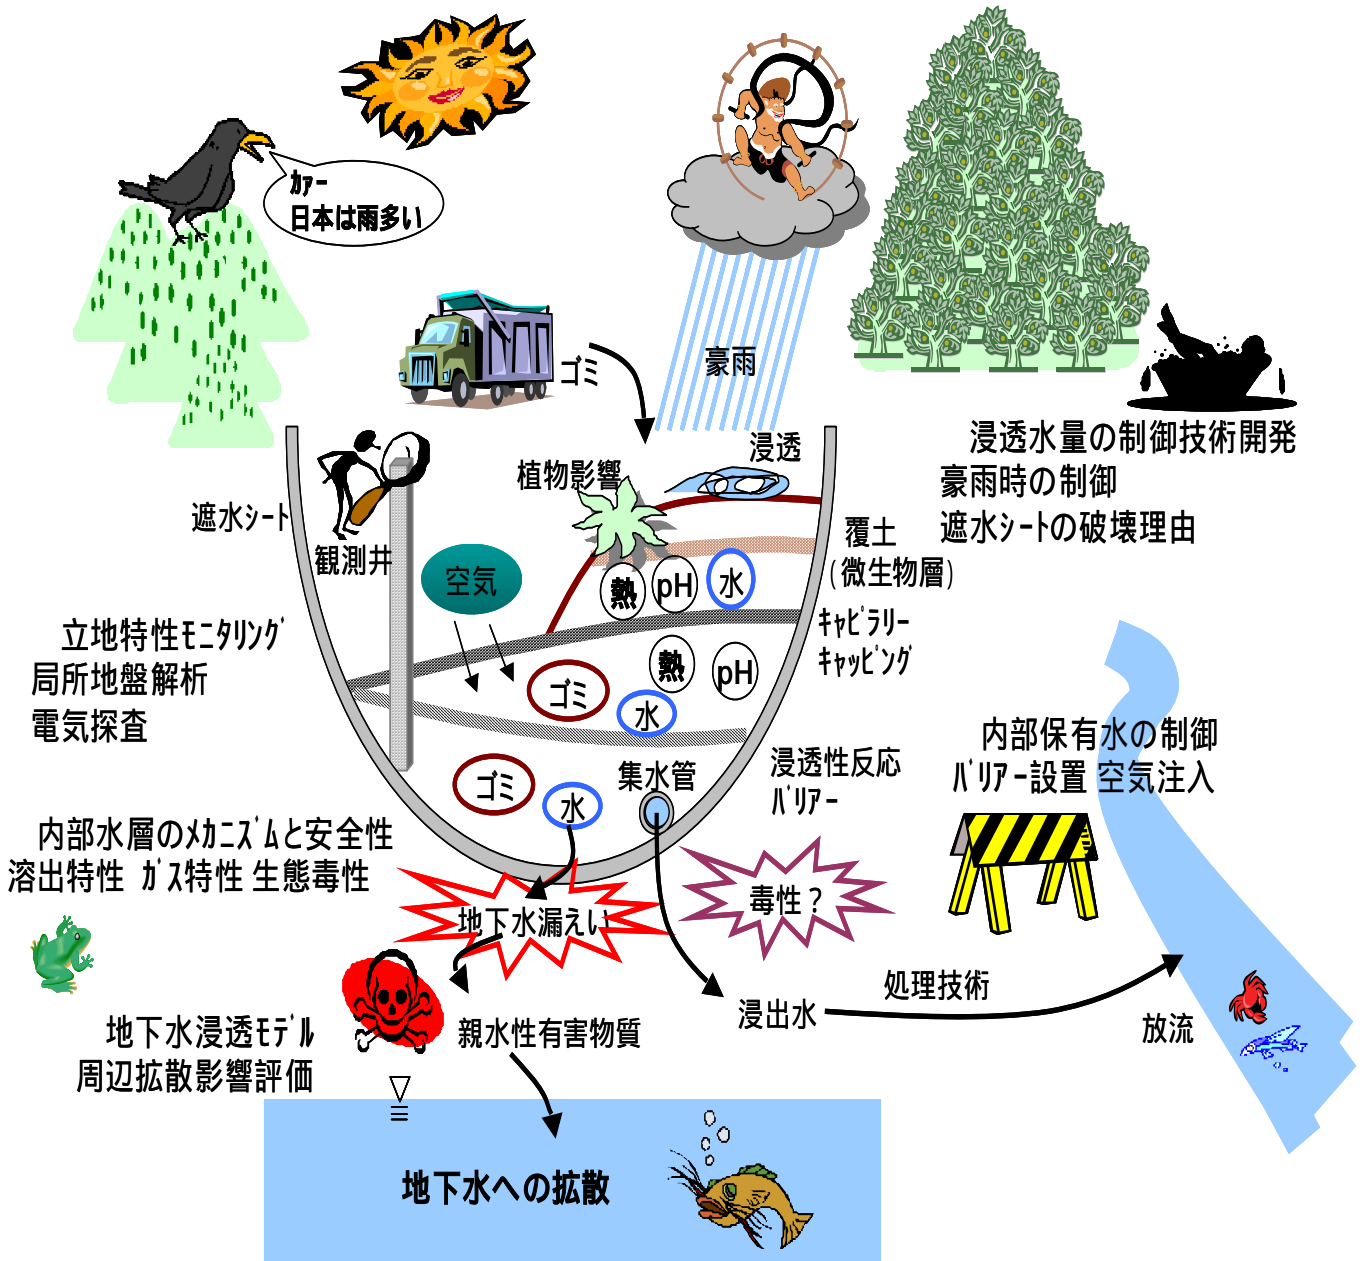 ｶｧｰ
日本は雨多い
ゴミ
豪雨
浸透水量の制御技術開発
豪雨時の制御
遮水ｼｰﾄの破壊理由
浸透
植物影響
遮水ｼｰﾄ
観測井
空気
覆土
(微生物層)
熱
pH
水
ｷｬﾋﾟﾗﾘｰ
ｷｬｯﾋﾟﾝｸﾞ
立地特性ﾓﾆﾀﾘﾝｸﾞ
局所地盤解析
電気探査
熱
pH
ゴミ
水
内部保有水の制御
ﾊﾞﾘｱｰ設置 空気注入
浸透性反応
ﾊﾞﾘｱｰ
集水管
ゴミ
水
内部水層のﾒｶﾆｽﾞﾑと安全性
溶出特性 ｶﾞｽ特性 生態毒性
毒性？
地下水漏えい
処理技術
浸出水
放流
親水性有害物質
地下水浸透ﾓﾃﾞﾙ
周辺拡散影響評価
地下水への拡散